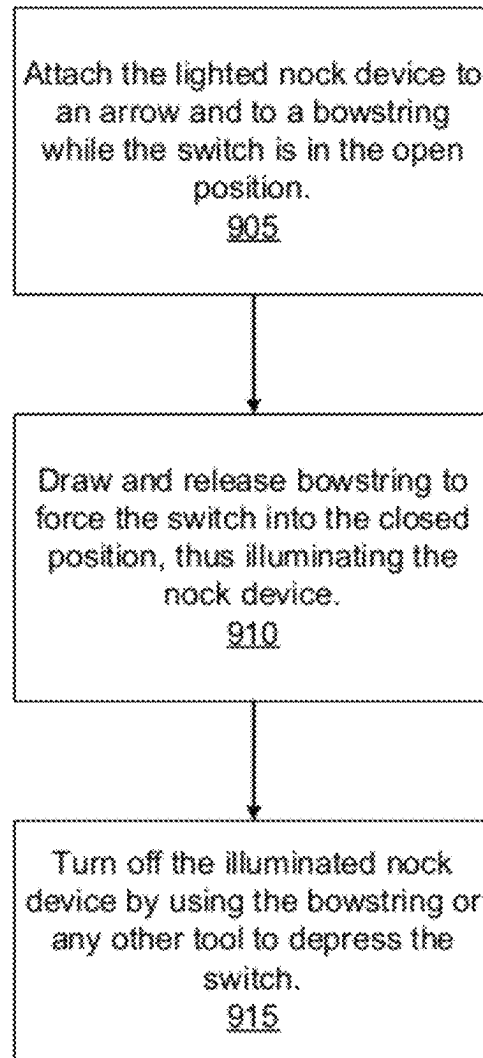 Attach the lighted nock device to
an arrow and to a bowstring
while the switch is in the open
position.
905
Draw and release bowstring to
force the switch into the closed
position, thus illuminating the
nock device.
910
Turn off the illuminated nock
device by using the bowstring or
any other tool to depress the
switch.
915